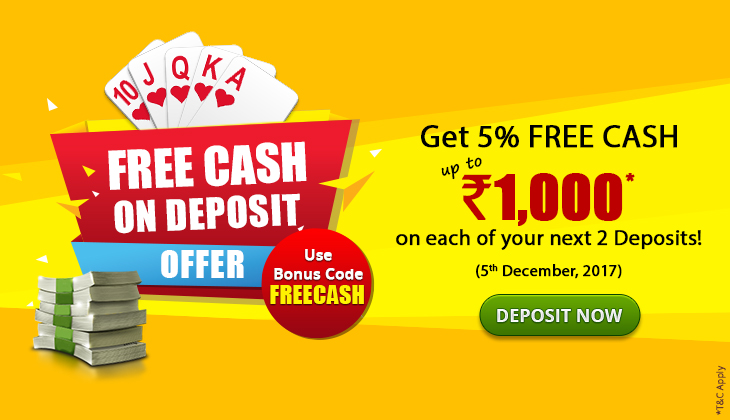 10 J Q K A
FREE CASH
ON DEPOSIT
OFFER
Use
Bonus Code
FREECASH
Get 5% FREE CASH
up to
₹1,000*
on each of your next 2 Deposits!
(5th December, 2017)
DEPOSIT NOW
*T&C Apply